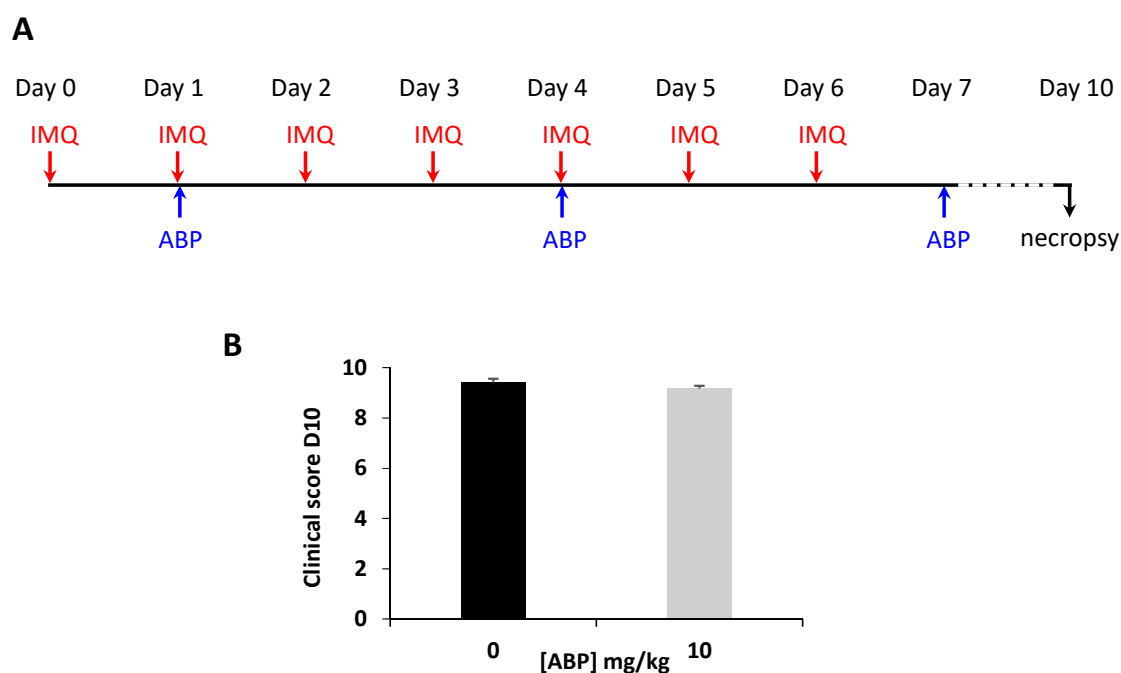 A
Day 0 Day 1 Day 2 Day 3 Day 4 Day 5 Day 6 Day 7 Day 10
IMQ IMQ IMQ IMQ IMQ IMQ IMQ
ABP ABP ABP necropsy
B
Clinical score D10
10
8
6
4
2
0
0 10
[ABP] mg/kg